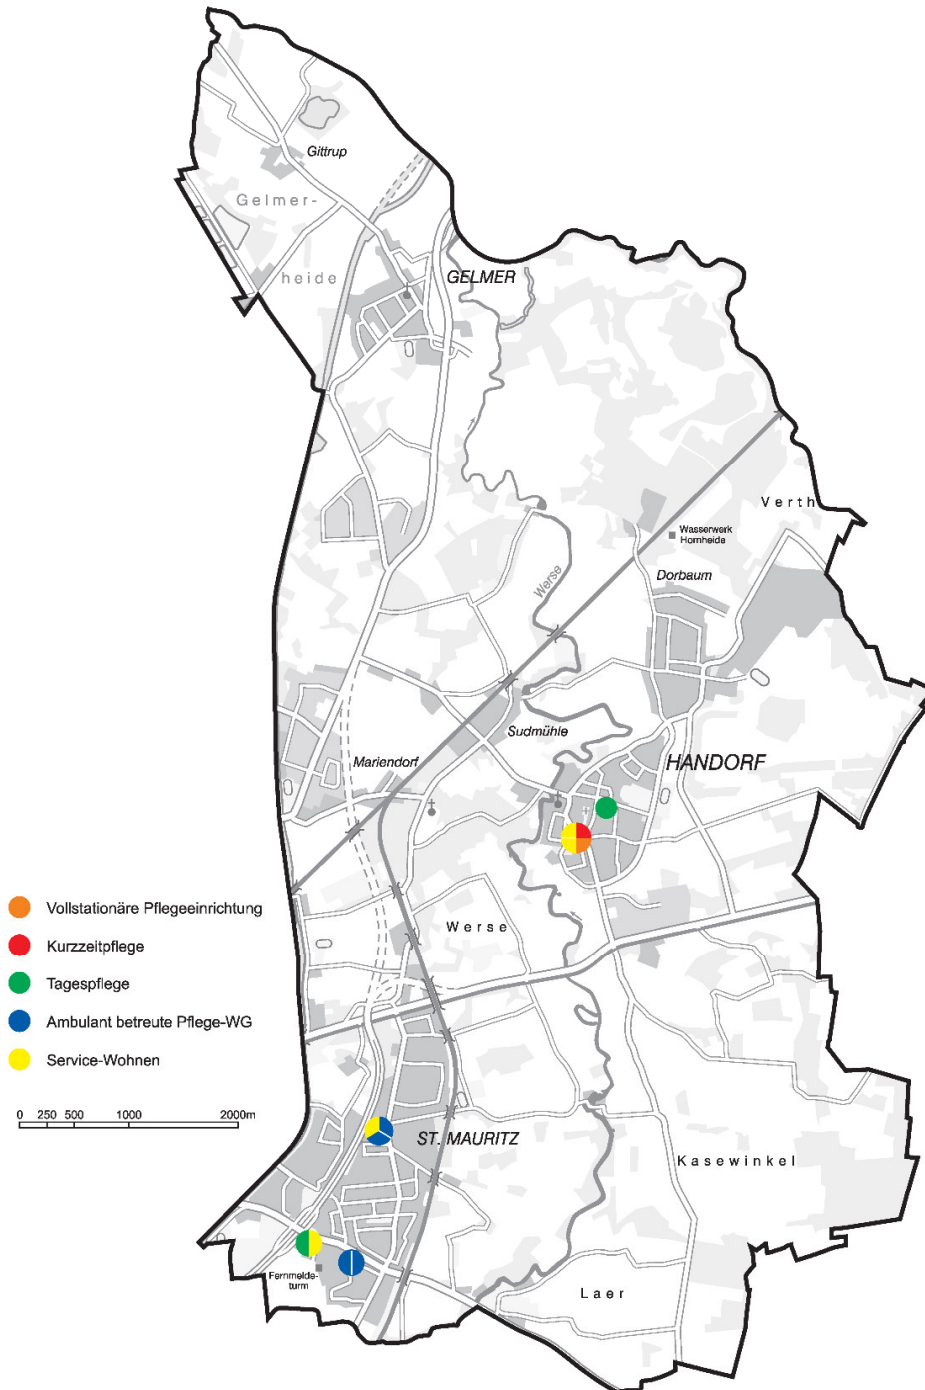 Gittrup
Gelmer-
heide
GELMER
Verth
Wasserwerk
Hornheide
Dorbaum
Werse
Sudmühle
Mariendorf
HANDORF
Werse
Vollstationäre Pflegeeinrichtung
Kurzzeitpflege
Tagespflege
Ambulant betreute Pflege-WG
Service-Wohnen
0 250 500 1000 2000m
ST. MAURITZ
Kasewinkel
Fernmelde-
turm
Laer